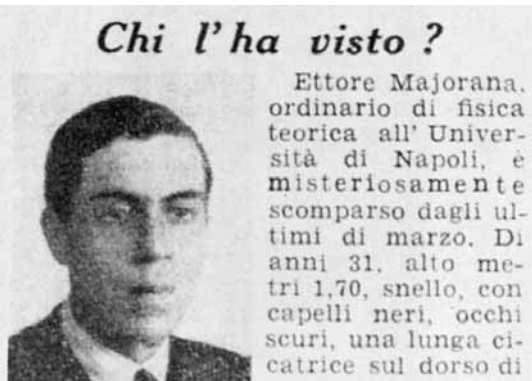 Chi l'ha visto ?
Ettore Majorana,
ordinario di fisica
teorica all' Univer-
sità di Napoli, è
misteriosamente
scomparso dagli ul-
timi di marzo. Di
anni 31, alto me-
tri 1,70, snello, con
capelli neri, occhi
scuri, una lunga ci-
catrice sul dorso di